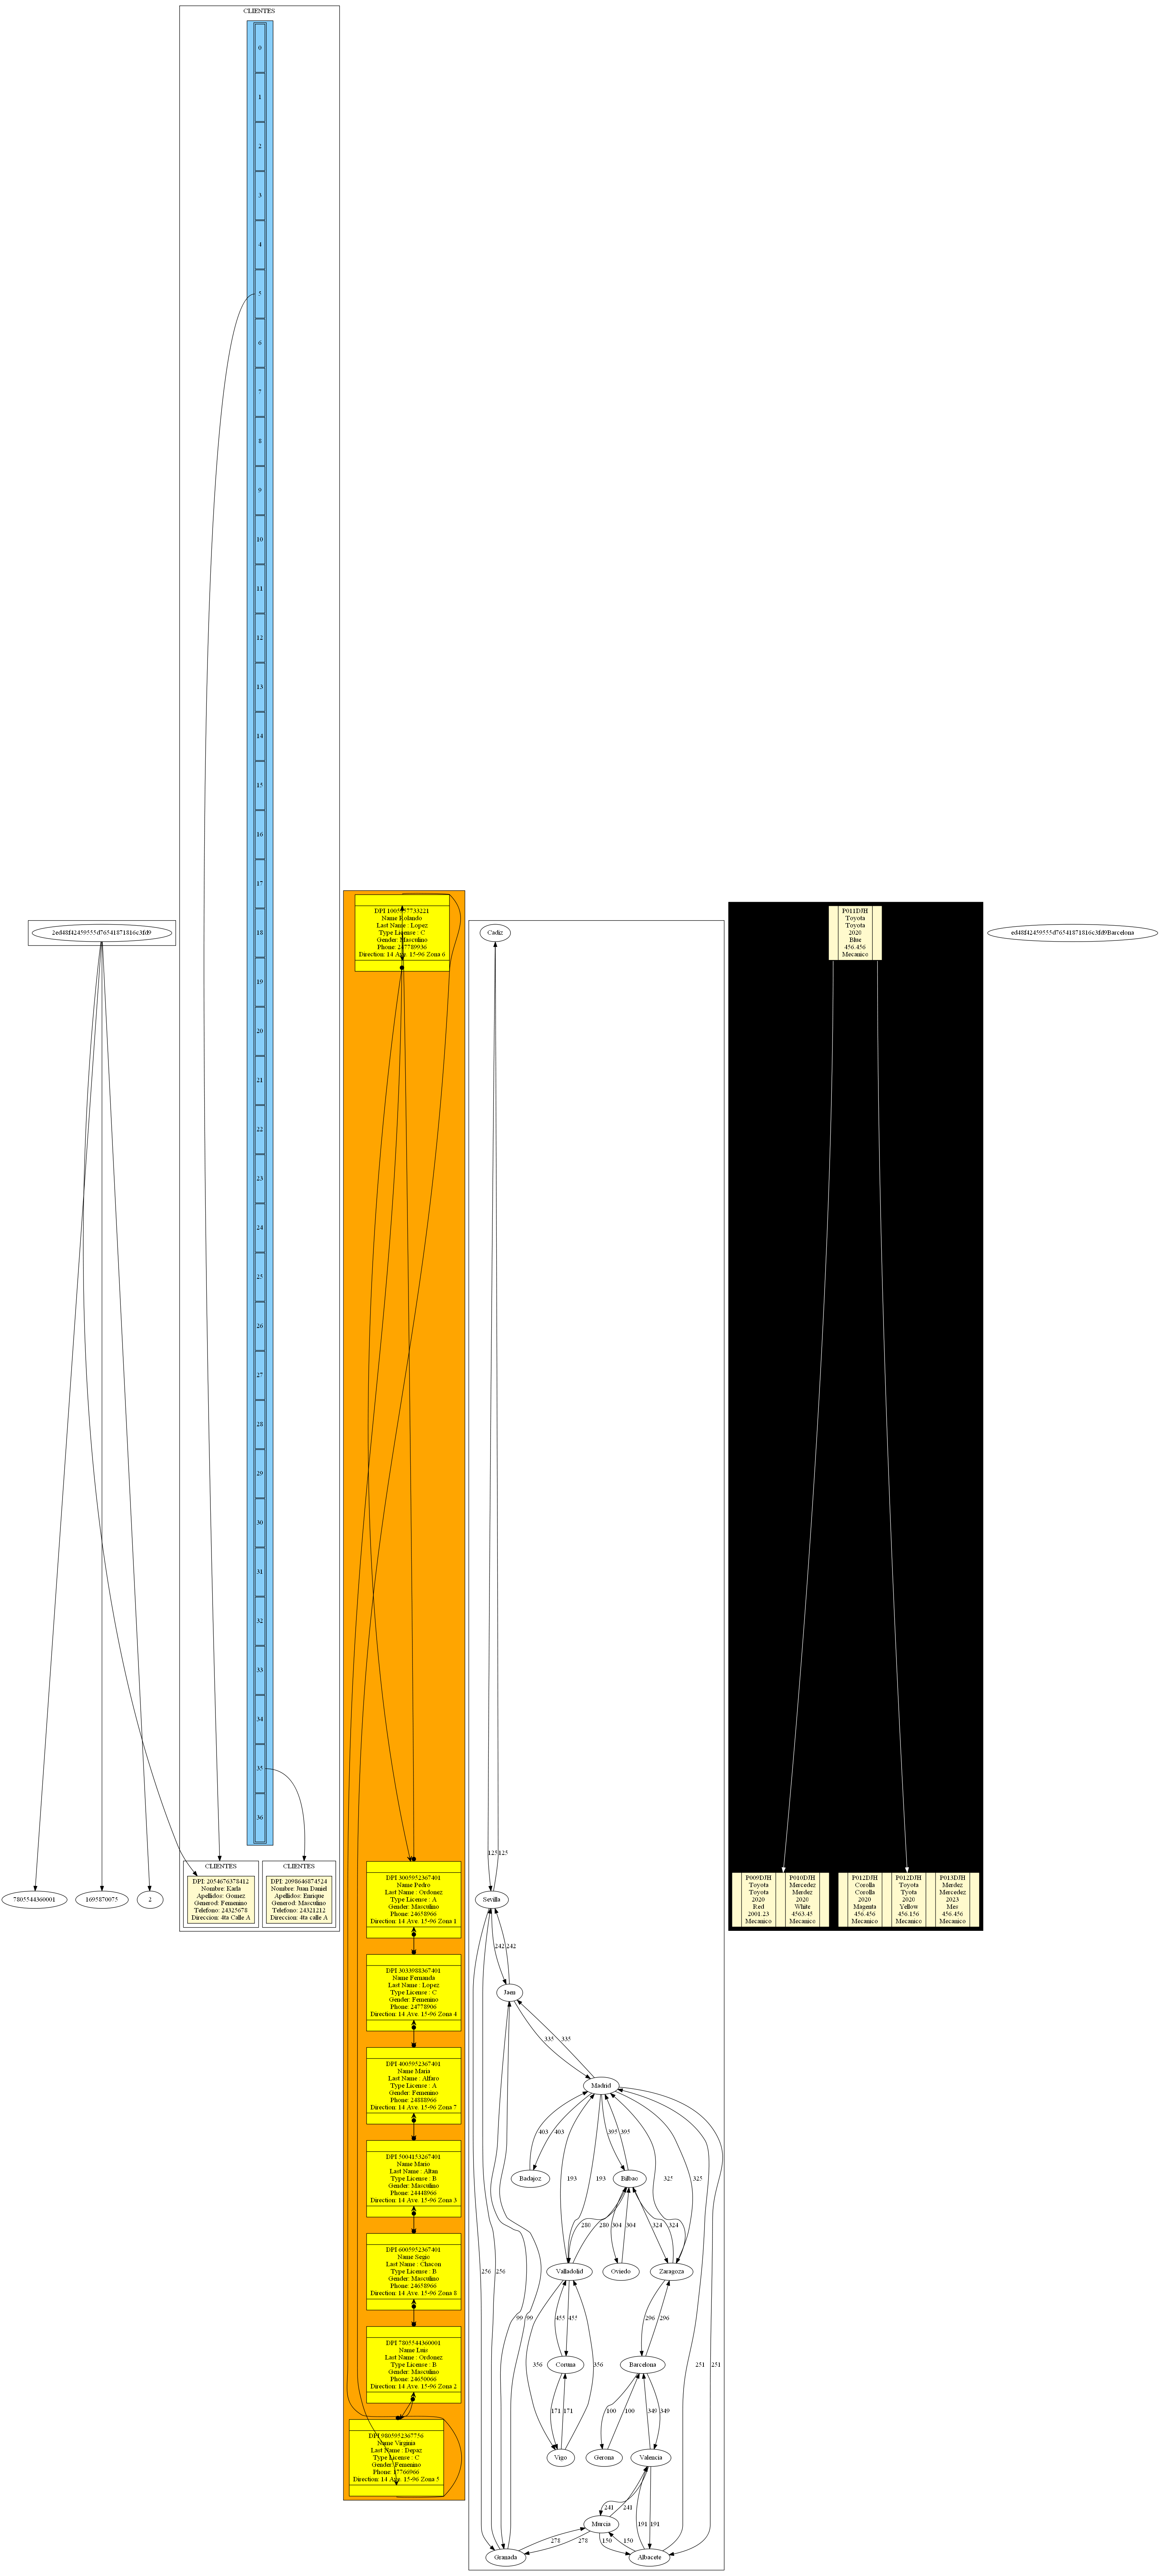 CLIENTES
0
1
2
3
4
5
6
7
8
9
10
11
12
13
14
15
16
17
18
19
20
21
22
23
24
25
26
27
28
29
30
31
32
33
34
35
36
2ed48f42459555d76541871816c3fd9
7805544360001
1695870075
2
CLIENTES
DPI: 2054676378412
Nombre: Karla
Apellidos: Gomez
Generod: Femenino
Telefono: 24325678
Direccion: 4ta Calle A
CLIENTES
DPI: 2098646874524
Nombre: Juan Daniel
Apellidos: Enrique
Generod: Masculino
Telefono: 24321212
Direccion: 4ta calle A
Name Rolando
Last Name : Lopez
Type License : C
Gender: Masculino
Phone: 247789936
Direction: 14 Ave. 15-96 Zona 6
DPI 3005952367401
Name Pedro
Last Name : Ordonez
Type License : A
Gender: Masculino
Phone: 24658966
Direction: 14 Ave. 15-96 Zona 1
DPI 3033988367401
Name Fernanda
Last Name : Lopez
Type License : C
Gender: Femenino
Phone: 24778906
Direction: 14 Ave. 15-96 Zona 4
DPI 4005952367401
Name Maria
Last Name : Alfaro
Type License : A
Gender: Femenino
Phone: 24888966
Direction: 14 Ave. 15-96 Zona 7
DPI 5004153267401
Name Mario
Last Name : Altan
Type License : B
Gender: Masculino
Phone: 24448966
Direction: 14 Ave. 15-96 Zona 3
DPI 6005952367401
Name Segio
Last Name : Chacon
Type License : B
Gender: Masculino
Phone: 24658966
Direction: 14 Ave. 15-96 Zona 8
DPI 7805544360001
Name Luis
Last Name : Ordonez
Type License : B
Gender: Masculino
Phone: 24650066
Direction: 14 Ave. 15-96 Zona 2
DPI 9805952367756
Name Virginia
Last Name : Depaz
Type License : C
Gender: Femenino
Phone: 17766966
Direction: 14 Ave. 15-96 Zona 5
Cadiz
125
125
Sevilla
242
242
Jaen
335
335
Madrid
403
403
193
193
395
395
325
325
Badajoz
Bilbao
280
280
304
304
324
324
Valladolid
Oviedo
Zaragoza
256
256
99
99
455
455
296
296
356
Coruna
356
Barcelona
251
251
171
171
100
100
349
349
Vigo
Gerona
Valencia
241
241
Murcia
191
191
278
278
150
150
Granada
Albacete
P011DJH
Toyota
Toyota
2020
Blue
456.456
Mecanico
P009DJH
Toyota
Toyota
2020
Red
2001.23
Mecanico
P010DJH
Mercedez
Merdez
2020
White
4563.45
Mecanico
P012DJH
Corolla
Corolla
2020
Magenta
456.456
Mecanico
P012DJH
Toyota
Tyota
2020
Yellow
456.156
Mecanico
P013DJH
Merdez
Mercedez
2023
Mes
456.456
Mecanico
ed48f42459555d76541871816c3fd9Barcelona